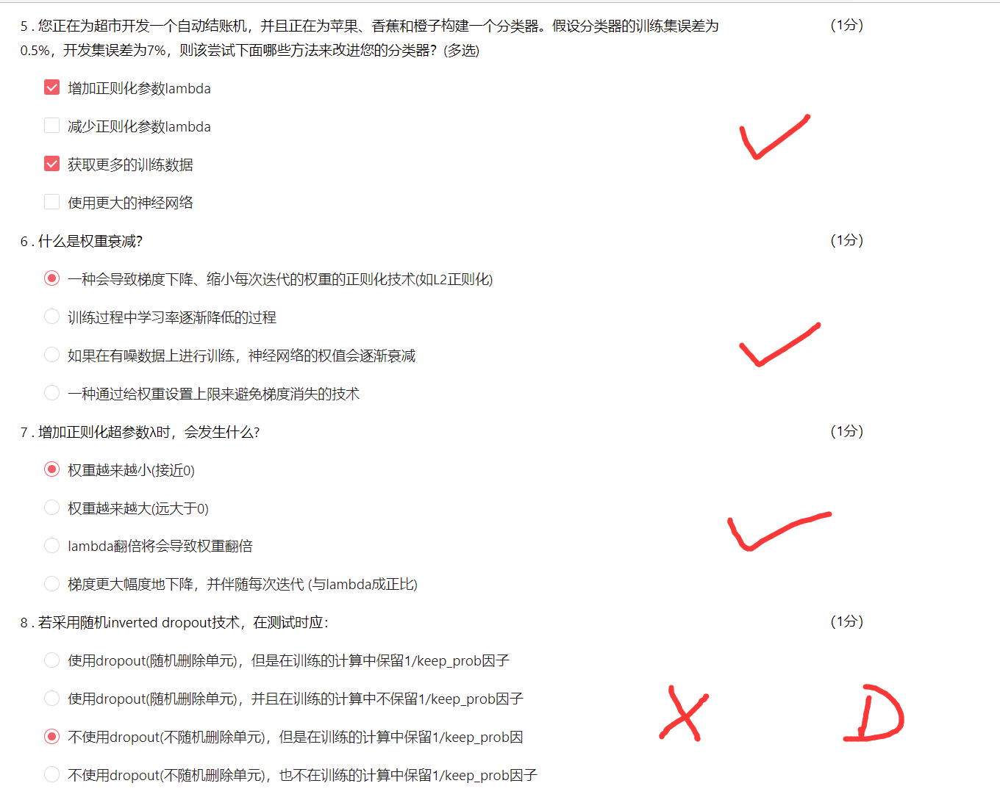 5 . 您正在为超市开发一个自动结账机，并且正在为苹果、香蕉和橙子构建一个分类器。假设分类器的训练集误差为 (1分)
0.5%，开发集误差为7%，则该尝试下面哪些方法来改进您的分类器？(多选)
增加正则化参数lambda
减少正则化参数lambda
获取更多的训练数据
使用更大的神经网络
6 . 什么是权重衰减？ (1分)
一种会导致梯度下降、缩小每次迭代的权重的正则化技术(如L2正则化)
训练过程中学习率逐渐降低的过程
如果在有噪数据上进行训练，神经网络的权值会逐渐衰减
一种通过给权重设置上限来避免梯度消失的技术
7 . 增加正则化超参数λ时，会发生什么? (1分)
权重越来越小(接近0)
权重越来越大(远大于0)
lambda翻倍将会导致权重翻倍
梯度更大幅度地下降，并伴随每次迭代 (与lambda成正比)
8 . 若采用随机inverted dropout技术，在测试时应： (1分)
使用dropout(随机删除单元)，但是在训练的计算中保留1/keep_prob因子
使用dropout(随机删除单元)，并且在训练的计算中不保留1/keep_prob因子
不使用dropout(不随机删除单元)，但是在训练的计算中保留1/keep_prob因
不使用dropout(不随机删除单元)，也不在训练的计算中保留1/keep_prob因子
X D